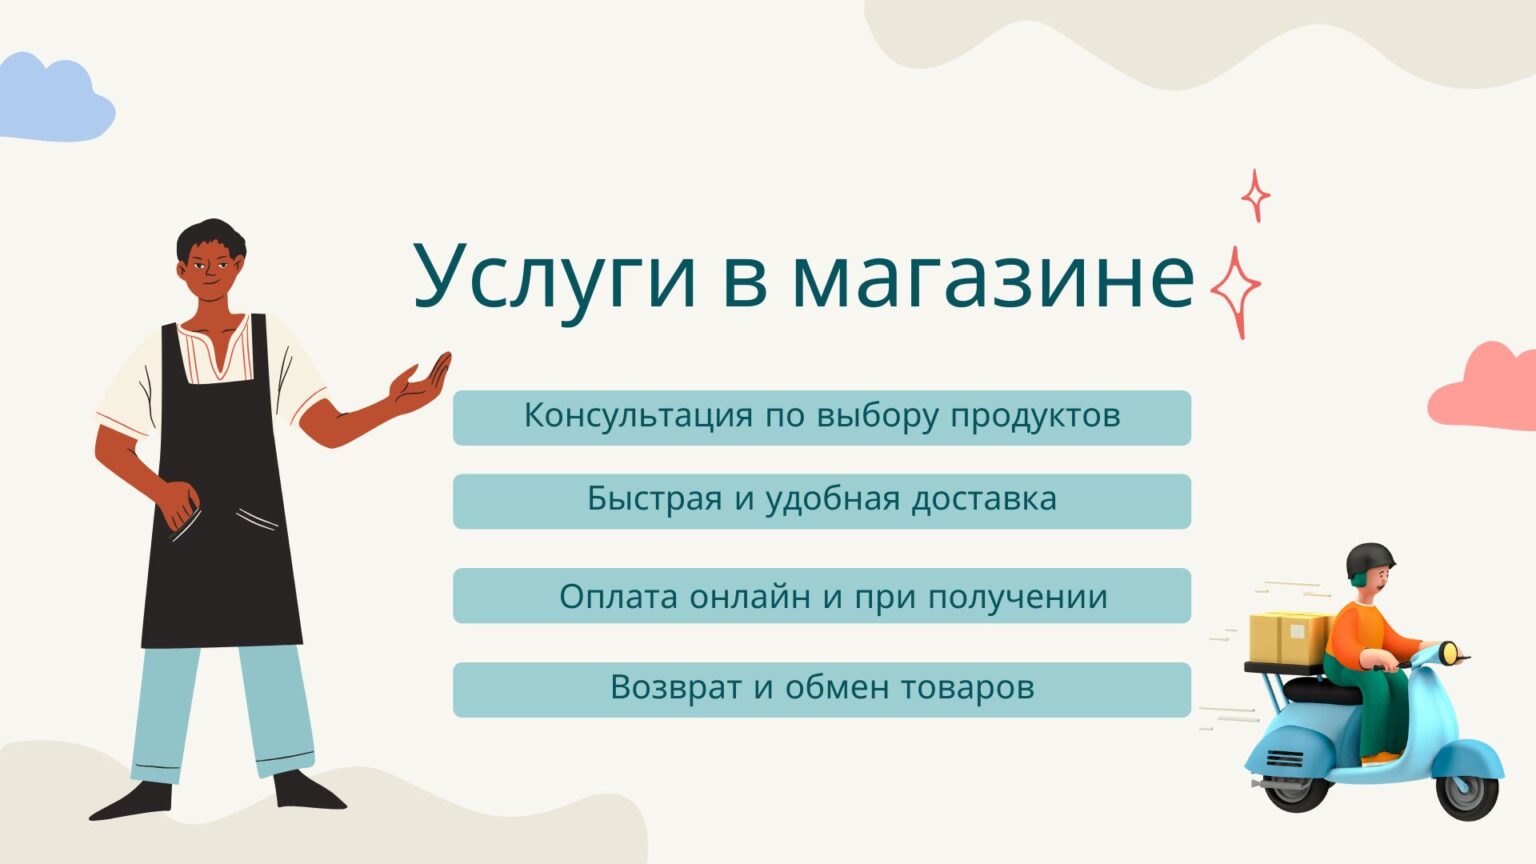 Услуги в магазине
Консультация по выбору продуктов
Быстрая и удобная доставка
Оплата онлайн и при получении
Возврат и обмен товаров